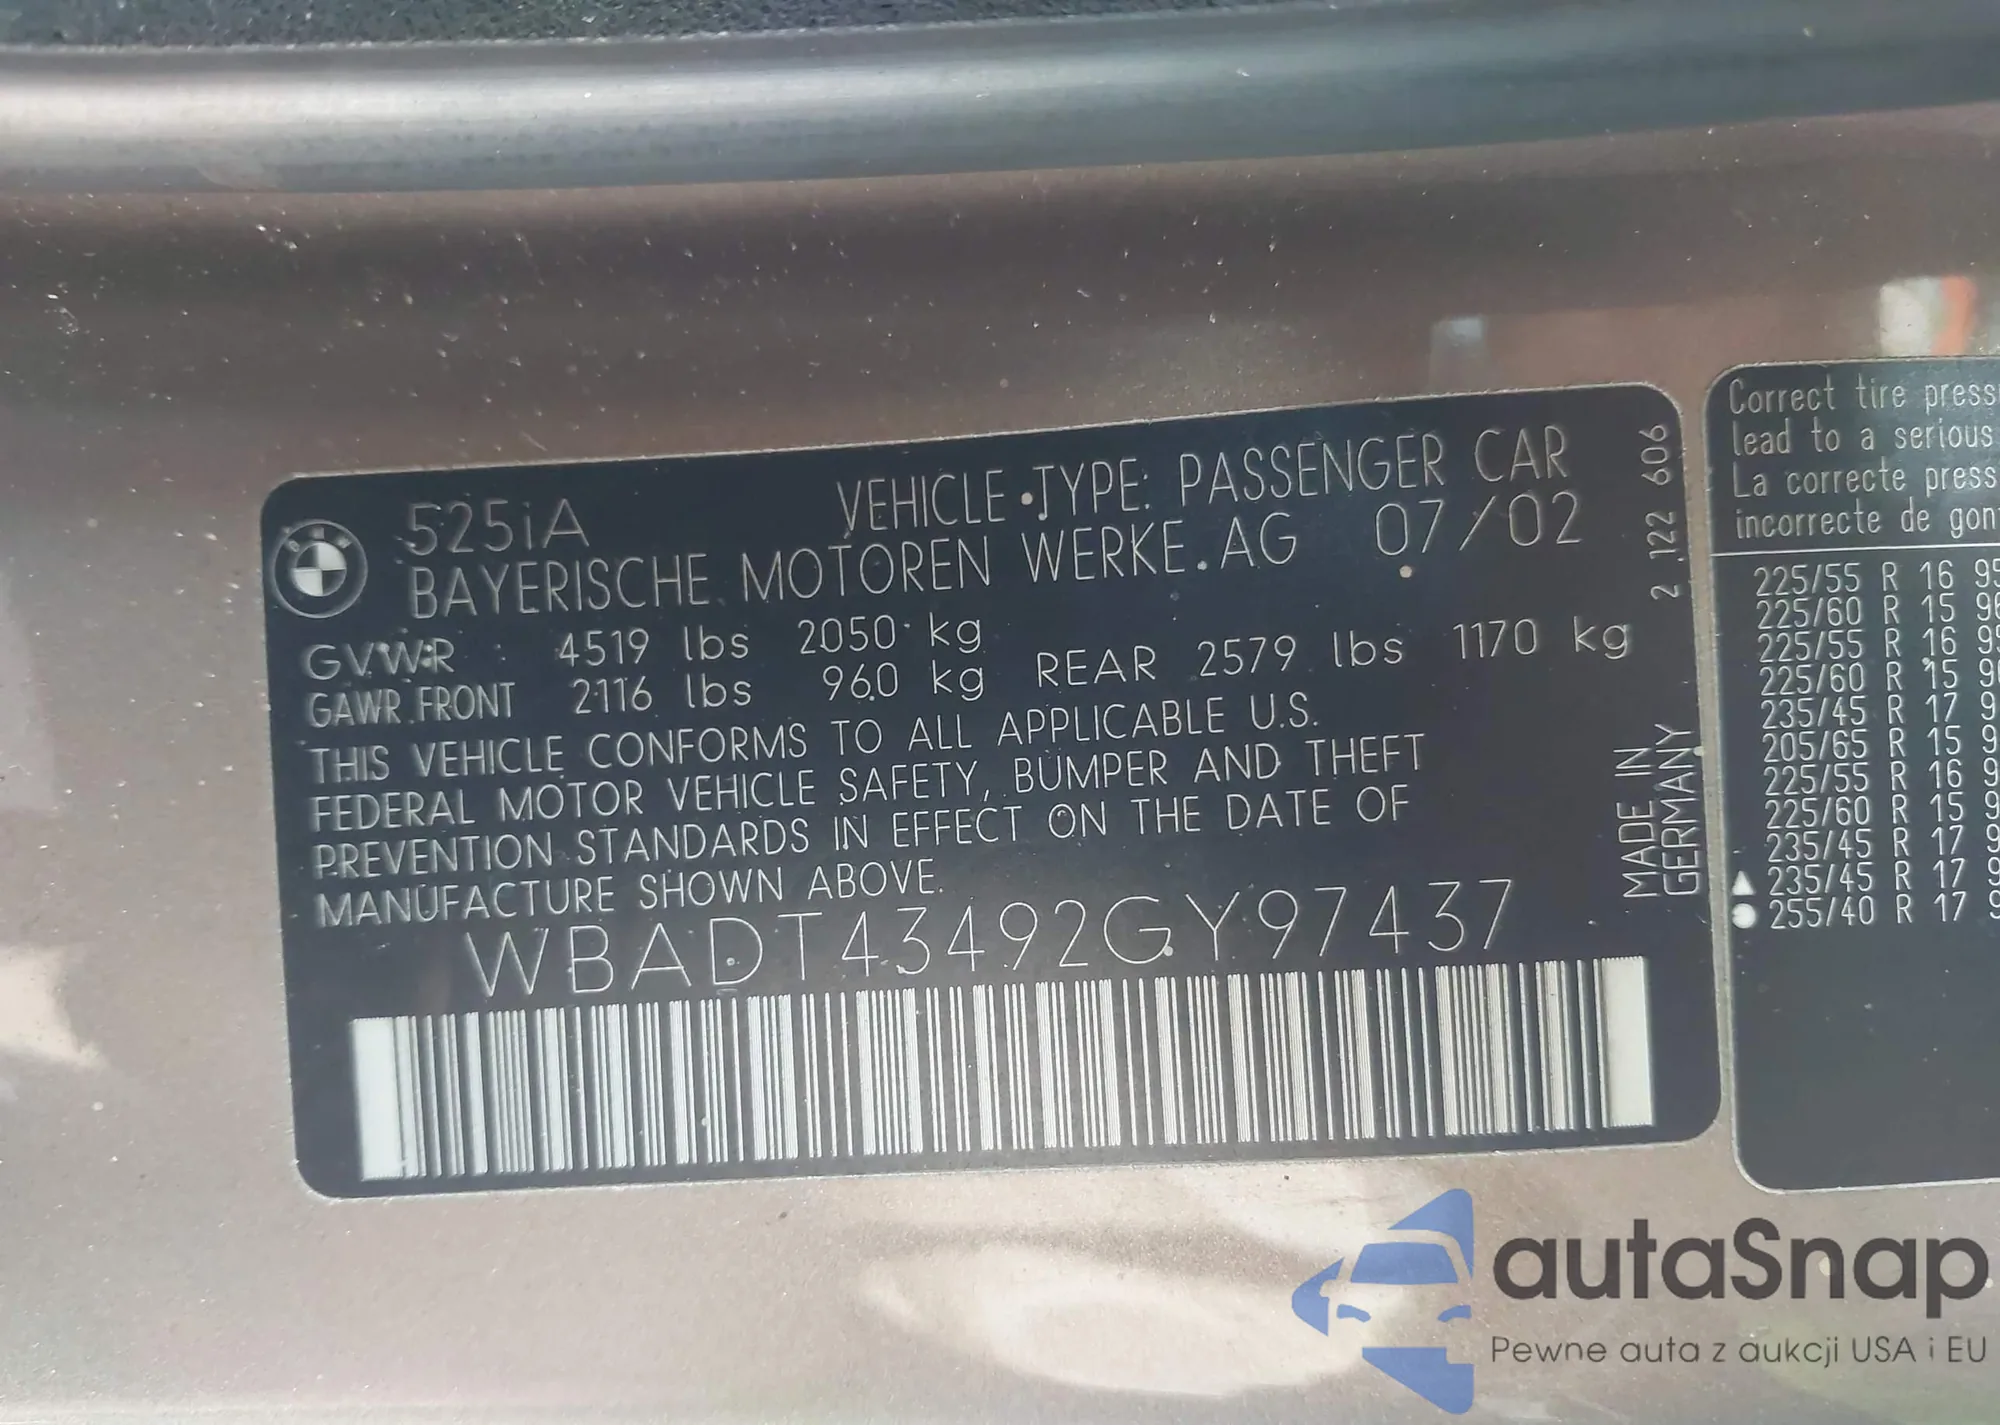 525iA VEHICLE TYPE: PASSENGER CAR
BAYERISCHE MOTOREN WERKE AG 07/02
GVWR : 4519 lbs 2050 kg
GAWR FRONT 2116 lbs 960 kg REAR 2579 lbs 1170 kg
THIS VEHICLE CONFORMS TO ALL APPLICABLE U.S.
FEDERAL MOTOR VEHICLE SAFETY, BUMPER AND THEFT
PREVENTION STANDARDS IN EFFECT ON THE DATE OF
MANUFACTURE SHOWN ABOVE.
WBADT43492GY97437
2 122 606
MADE IN
GERMANY
Correct tire
lead to a serious
La correcte
incorrecte de
225/55 R 16
225/60 R 15
225/55 R 16
225/60 R 15
235/45 R 17
205/65 R 15
225/55 R 16
225/60 R 15
235/45 R 17
235/45 R 17
255/40 R 17
autaSnap
Pewne auta z aukcji USA i EU